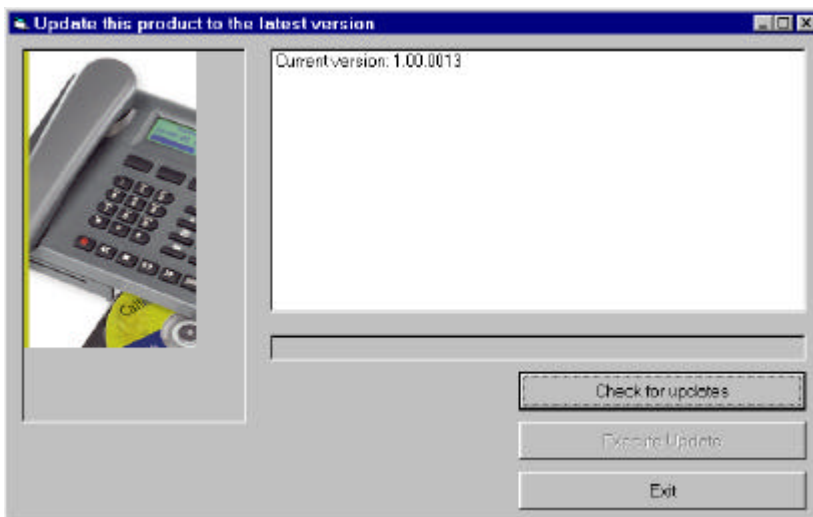 Update this product to the latest version
Current version: 1.00.0013
Check for updates
Execute Update
Exit